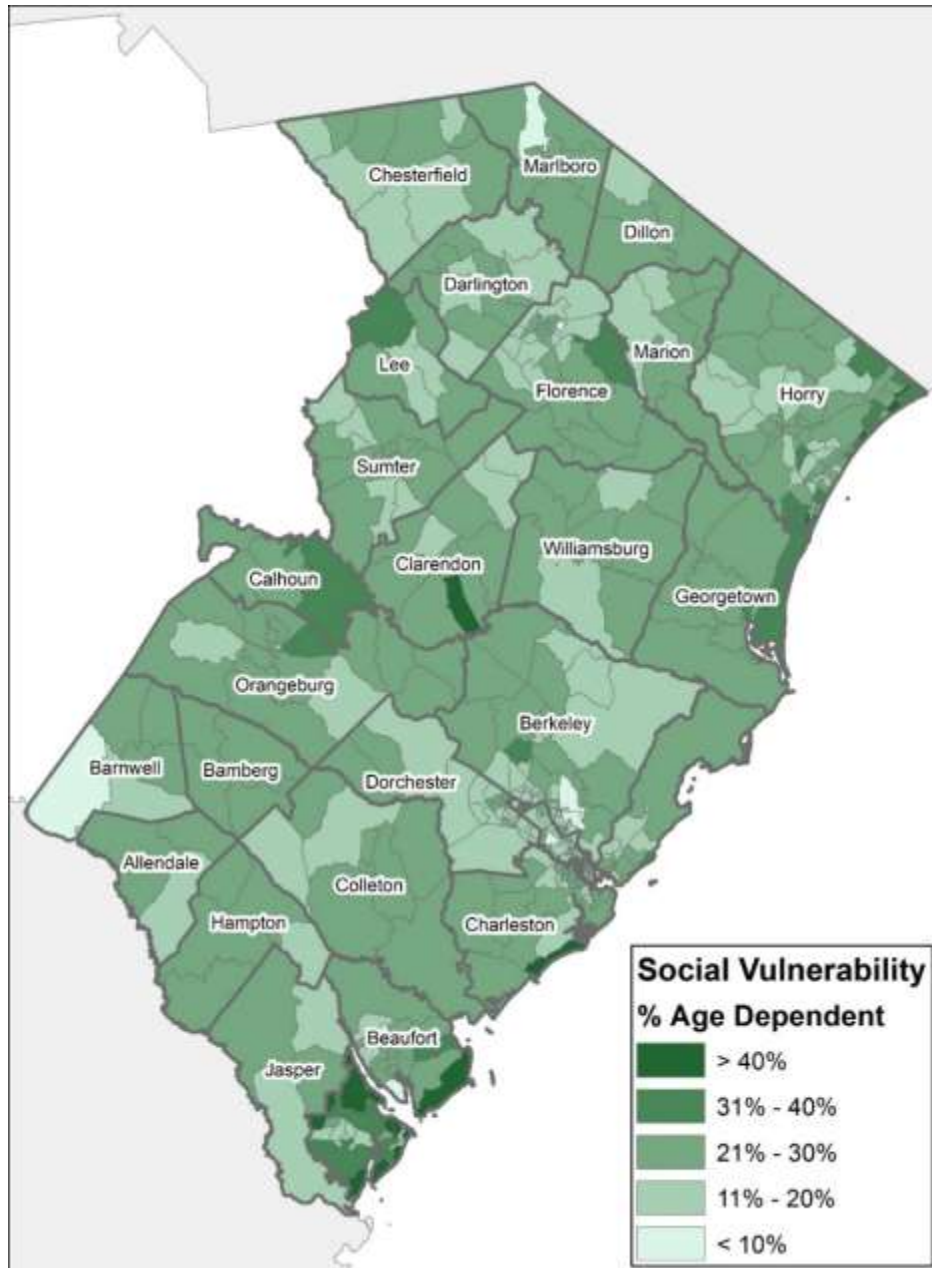 Chesterfield
Marlboro
Dillon
Darlington
Lee
Florence
Marion
Horry
Sumter
Clarendon
Williamsburg
Calhoun
Georgetown
Orangeburg
Berkeley
Barnwell
Bamberg
Dorchester
Allendale
Colleton
Hampton
Charleston
Beaufort
Jasper
Social Vulnerability
% Age Dependent
> 40%
31% - 40%
21% - 30%
11% - 20%
< 10%